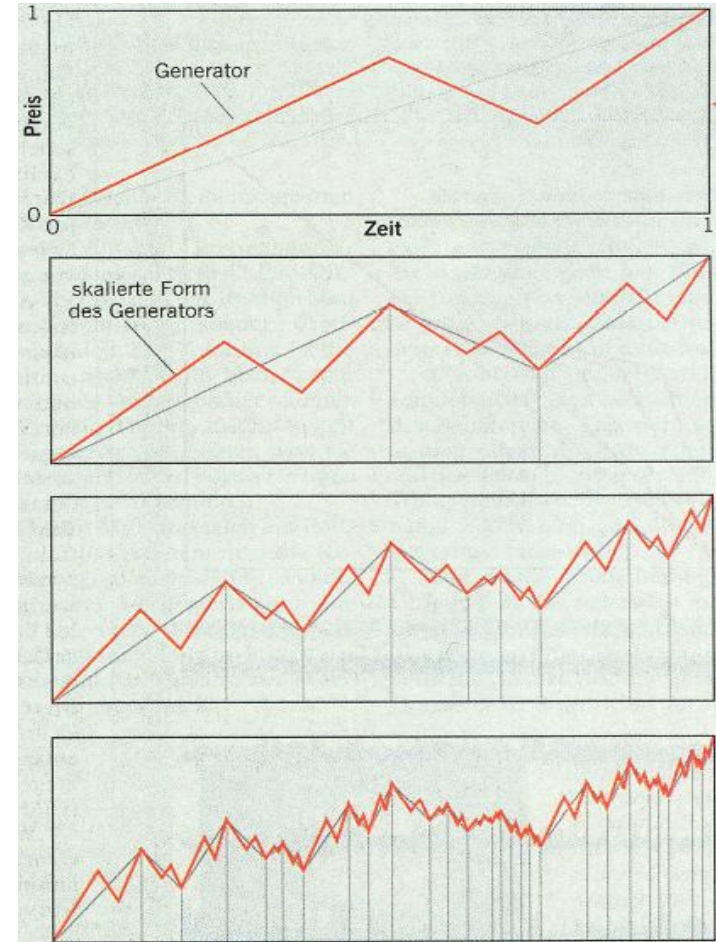 1
Generator
Preis
0
0
Zeit
1
skalierte Form
des Generators